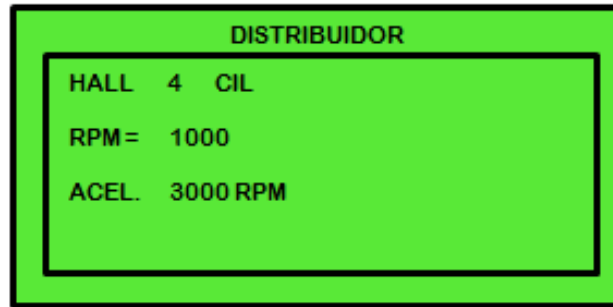 DISTRIBUIDOR
HALL 4 CIL
RPM= 1000
ACEL. 3000 RPM